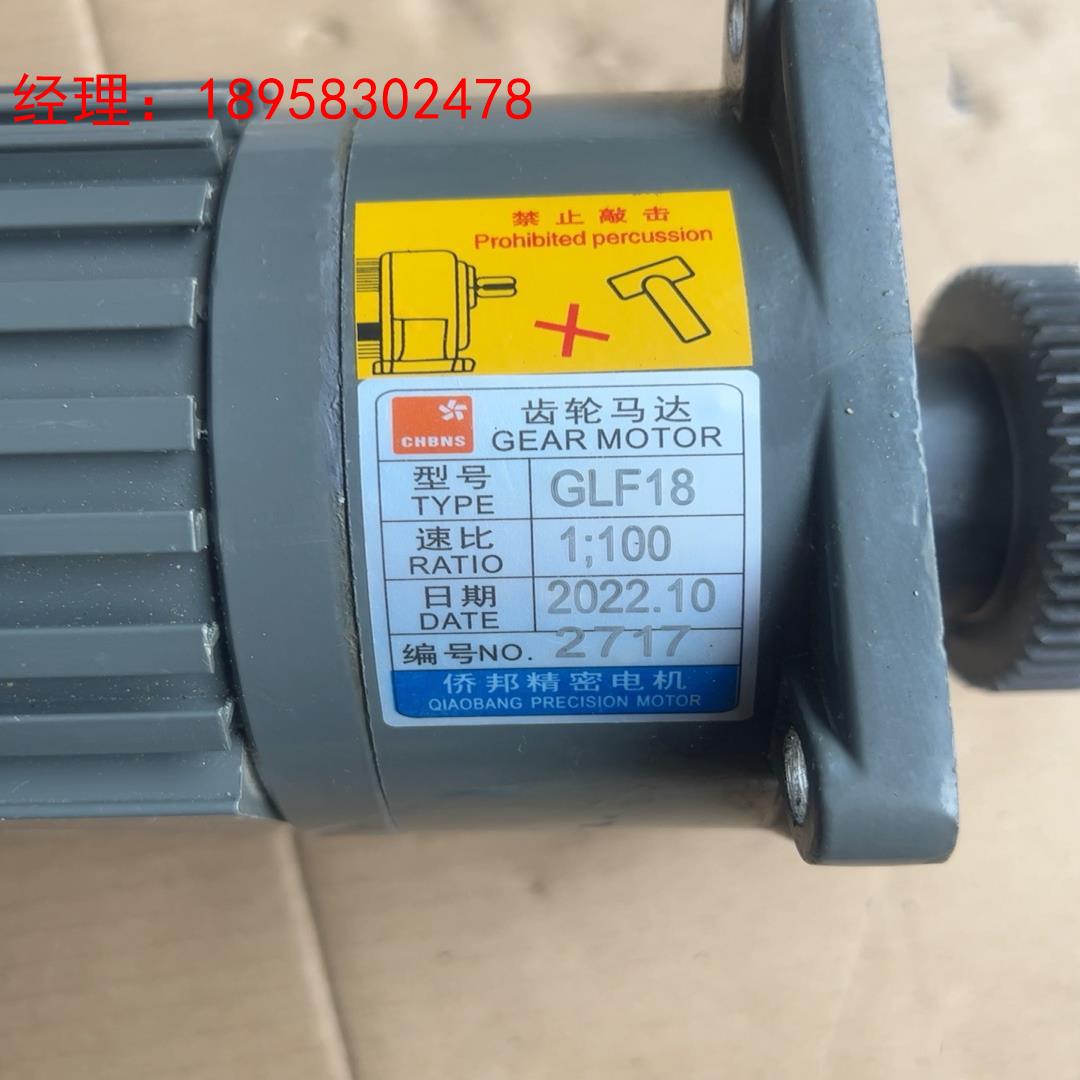 经理：18958302478
禁止敲击
Prohibited percussion
CHBNS
齿轮马达
GEAR MOTOR
型号
TYPE
GLF18
速比
RATIO
1;100
日期
DATE
2022.10
编号NO.
2717
侨邦精密电机
QIAOBANG PRECISION MOTOR